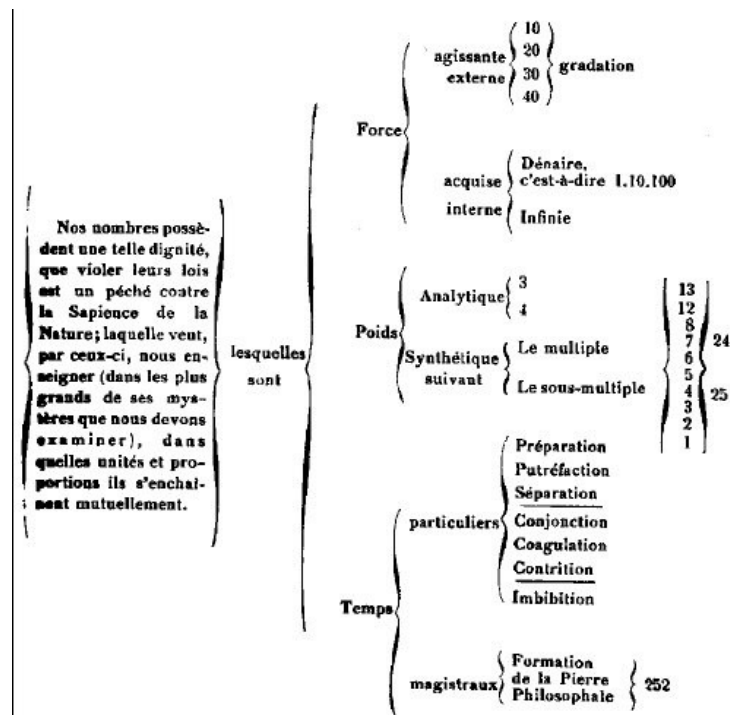 Nos nombres possè-
dent une telle dignité,
que violer leurs lois
est un péché contre
la Sapience de la
Nature; laquelle veut,
par ceux-ci, nous en-
seigner (dans les plus
grands de ses mys-
tères que nous devons
examiner), dans
quelles unités et pro-
portions ils s'enchaî-
nent mutuellement.
lesquelles
sont
Force
agissante
externe
10
20
30
40
gradation
acquise
interne
Dénaire,
c'est-à-dire 1.10.100
Infinie
Poids
Analytique
3
4
Synthétique
suivant
Le multiple
Le sous-multiple
13
12
8
7
6
5
4
3
2
1
24
25
Temps
particuliers
Préparation
Putréfaction
Séparation
Conjonction
Coagulation
Contrition
Imbibition
magistraux
Formation
de la Pierre
Philosophale
252